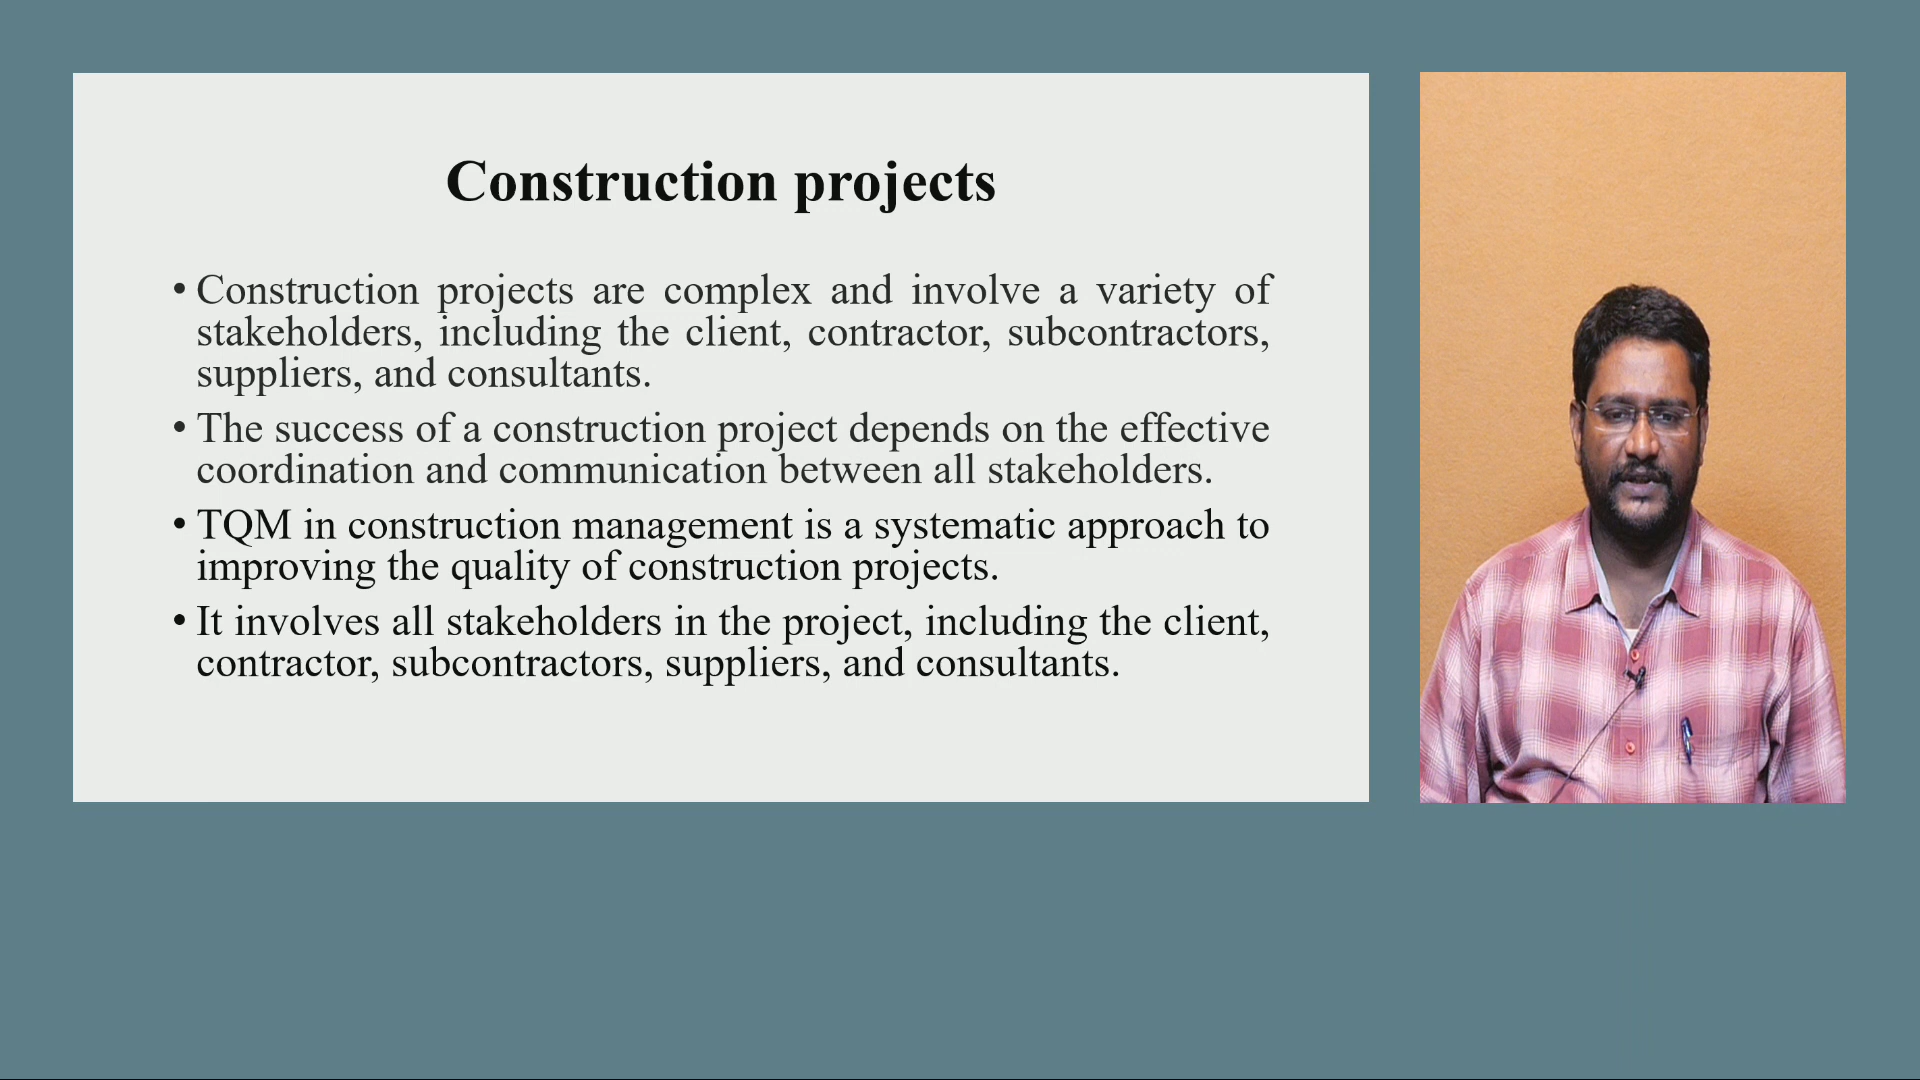 Construction projects
• Construction projects are complex and involve a variety of
stakeholders, including the client, contractor, subcontractors,
suppliers, and consultants.
• The success of a construction project depends on the effective
coordination and communication between all stakeholders.
• TQM in construction management is a systematic approach to
improving the quality of construction projects.
• It involves all stakeholders in the project, including the client,
contractor, subcontractors, suppliers, and consultants.